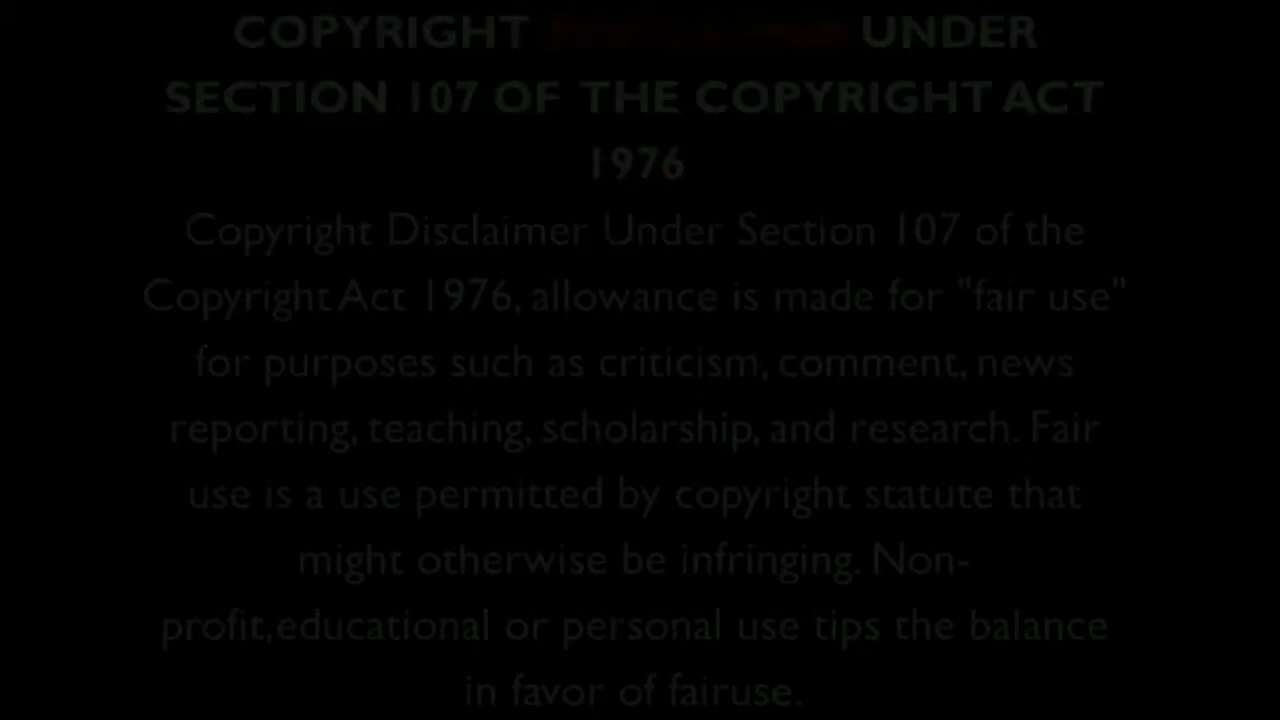 COPYRIGHT UNDER
SECTION 107 OF THE COPYRIGHT ACT
1976
Copyright Disclaimer Under Section 107 of the
Copyright Act 1976, allowance is made for "fair use"
for purposes such as criticism, comment, news
reporting, teaching, scholarship, and research. Fair
use is a use permitted by copyright statute that
might otherwise be infringing. Non-
profit,educational or personal use tips the balance
in favor of fairuse.